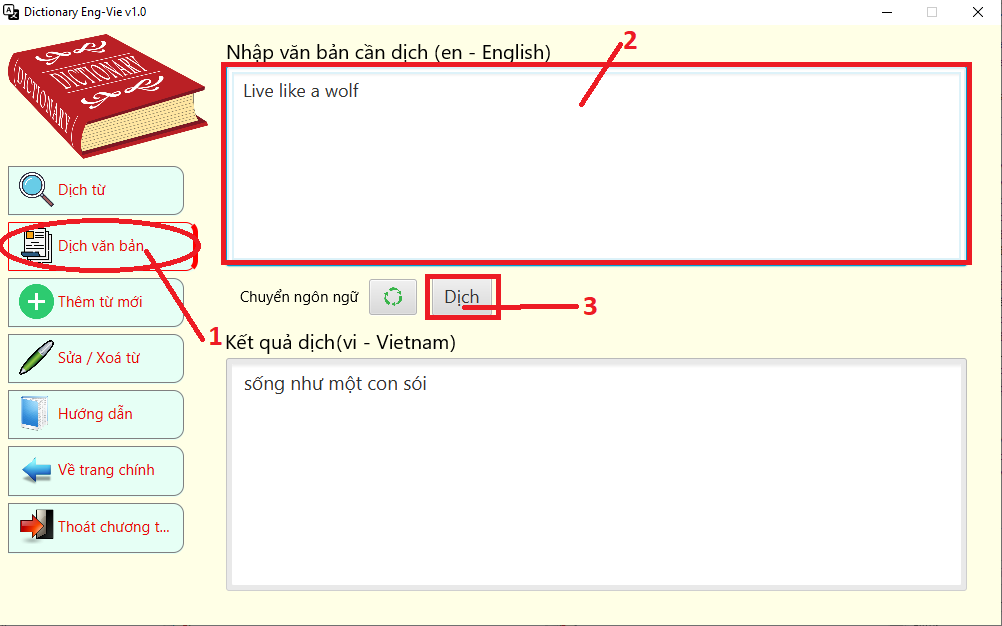 Dictionary Eng-Vie v1.0
DICTIONARY
DICTIONARY
Nhập văn bản cần dịch (en - English)
2
Live like a wolf
Dịch từ
Dịch văn bản
Thêm từ mới
Chuyển ngôn ngữ
Dịch
3
1
Kết quả dịch(vi - Vietnam)
Sửa / Xoá từ
sống như một con sói
Hướng dẫn
Về trang chính
Thoát chương t...